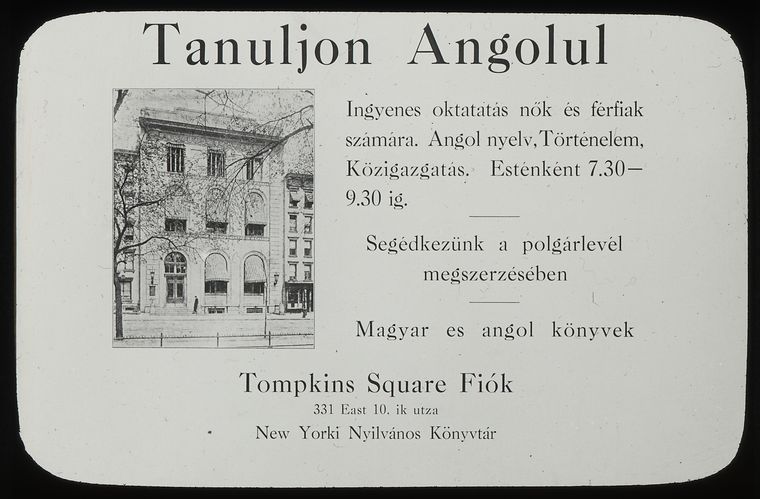 Tanuljon Angolul
Ingyenes oktatatás nők és férfiak
számára. Angol nyelv, Történelem,
Közigazgatás. Esténként 7.30—
9.30 ig.
Segédkezünk a polgárlevél
megszerzésében
Magyar es angol könyvek
Tompkins Square Fiók
331 East 10. ik utza
New Yorki Nyilvános Könyvtár